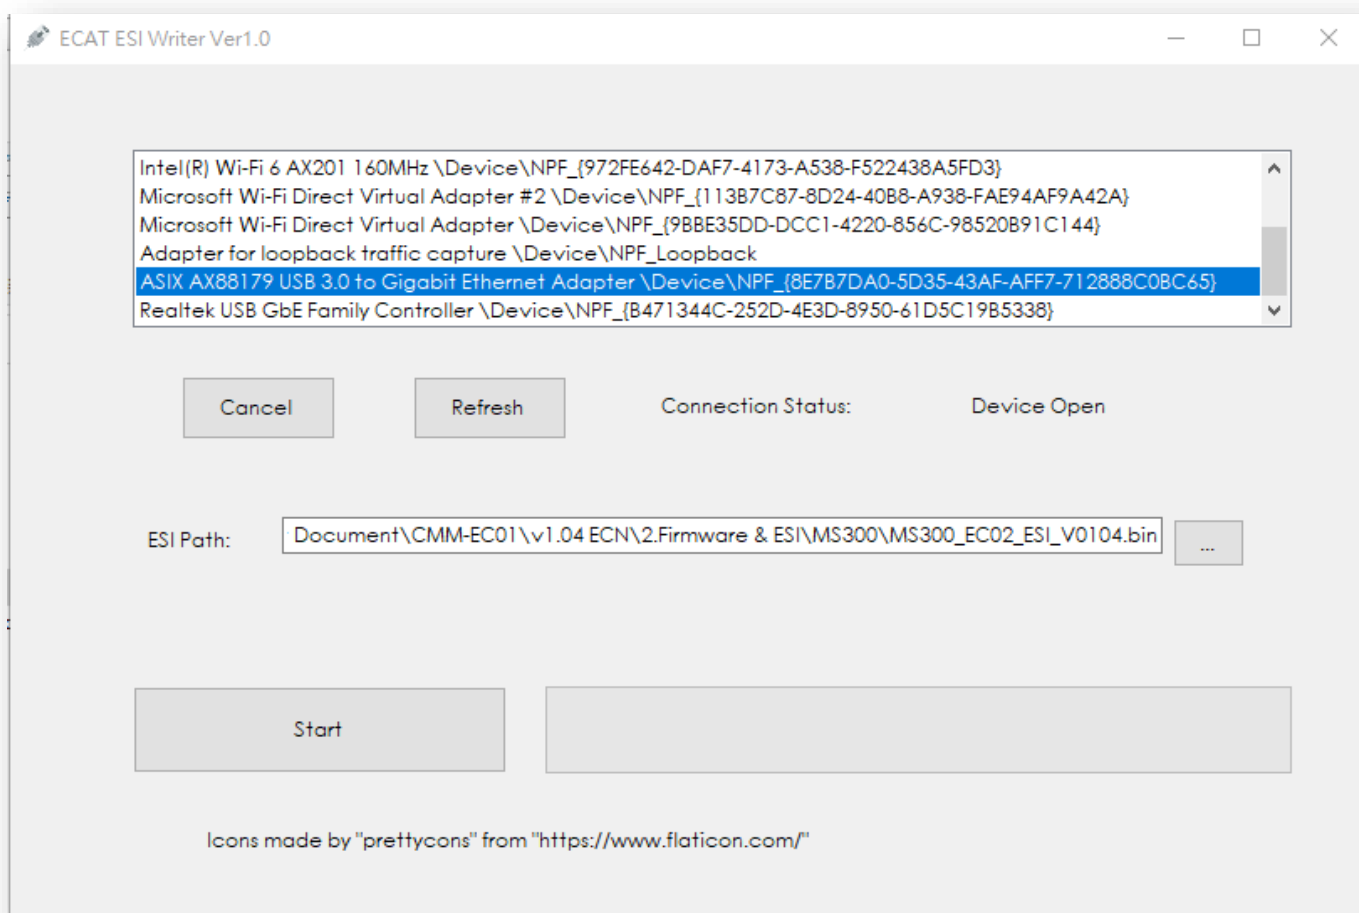 ECAT ESI Writer Ver1.0
Intel(R) Wi-Fi 6 AX201 160MHz \Device\NPF_{972FE642-DAF7-4173-A538-F522438A5FD3}
Microsoft Wi-Fi Direct Virtual Adapter #2 \Device\NPF_{113B7C87-8D24-40B8-A938-FAE94AF9A42A}
Microsoft Wi-Fi Direct Virtual Adapter \Device\NPF_{9BBE35DD-DCC1-4220-856C-98520B91C144}
Adapter for loopback traffic capture \Device\NPF_Loopback
ASIX AX88179 USB 3.0 to Gigabit Ethernet Adapter \Device\NPF_{8E7B7DA0-5D35-43AF-AFF7-712888C0BC65}
Realtek USB GbE Family Controller \Device\NPF_{B471344C-252D-4E3D-8950-61D5C19B5338}
Cancel Refresh Connection Status: Device Open
ESI Path: Document\CMM-EC01\v1.04 ECN\2.Firmware & ESI\MS300\MS300_EC02_ESI_V0104.bin ...
Start
Icons made by "prettycons" from "https://www.flaticon.com/"